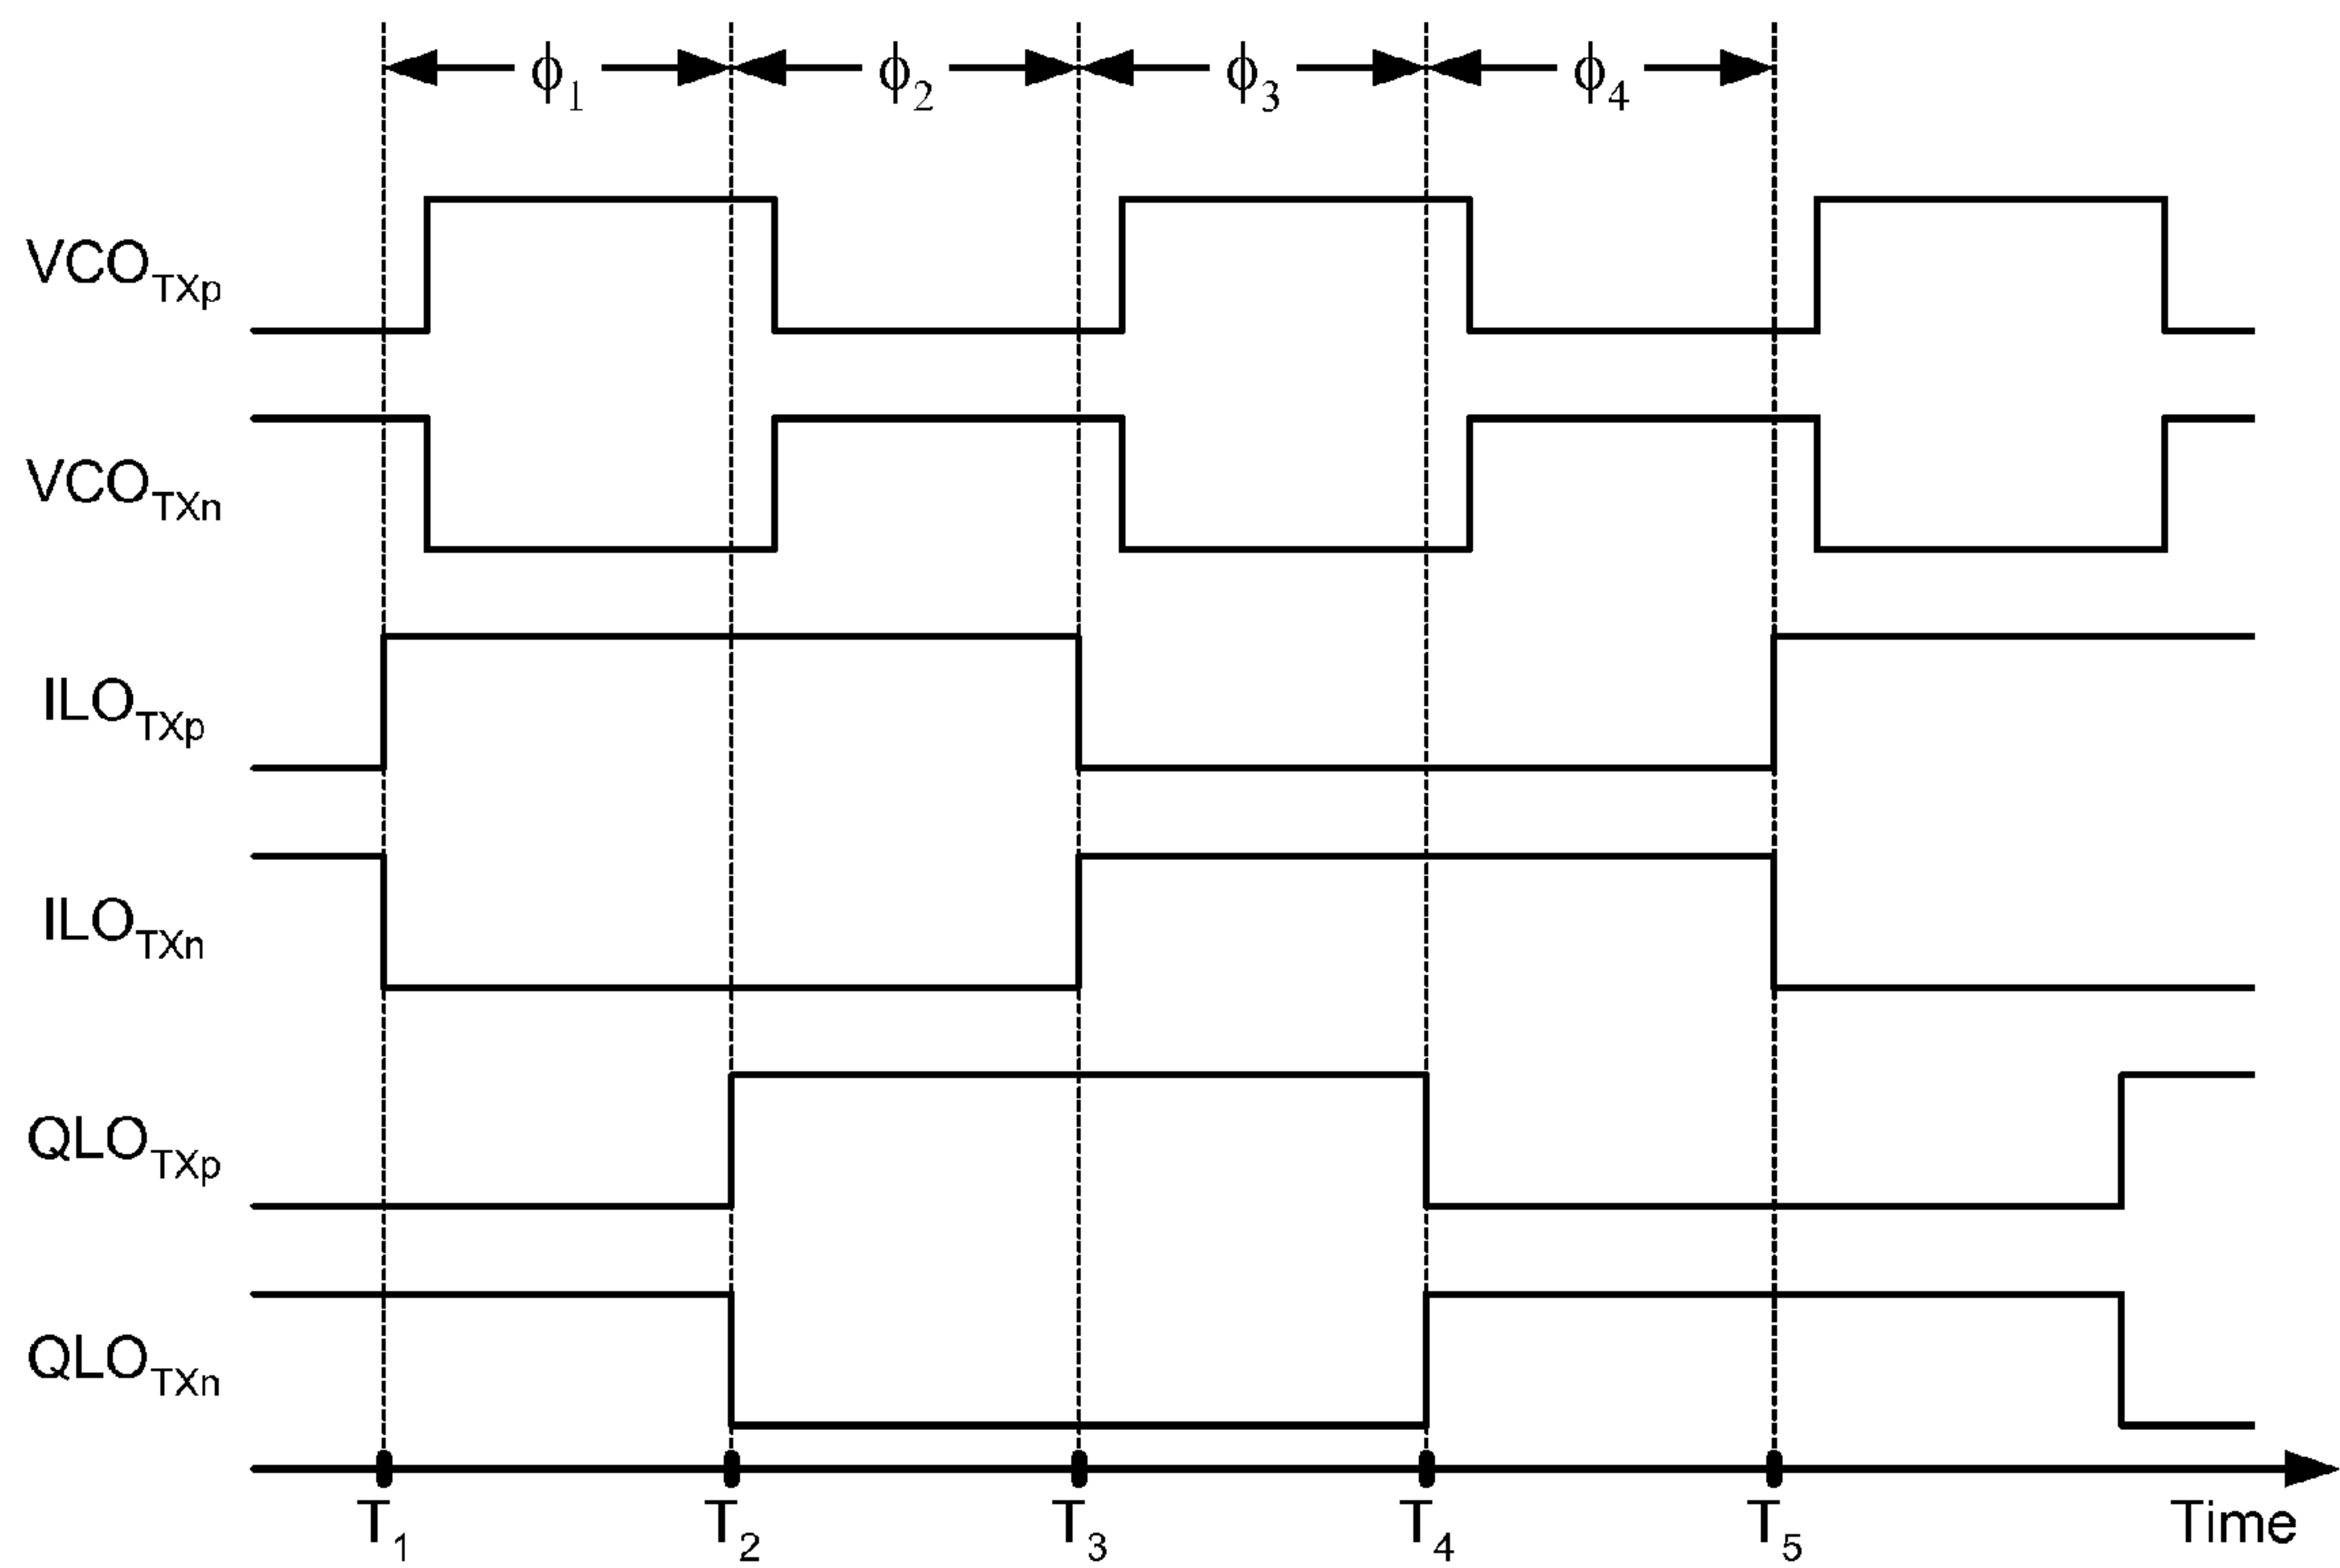 ϕ1 ϕ2 ϕ3 ϕ4
VCOTXp
VCOTXn
ILOTXp
ILOTXn
QLOTXp
QLOTXn
T1 T2 T3 T4 T5 Time